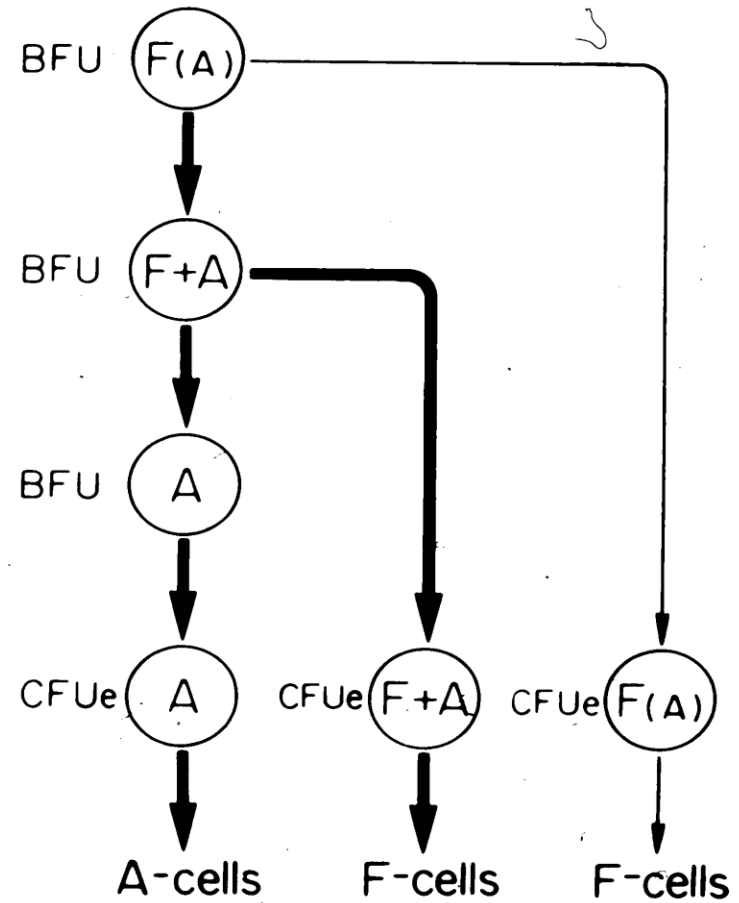 BFU F(A)
BFU F+A
BFU A
CFUe A CFUe F+A CFUe F(A)
A-cells F-cells F-cells